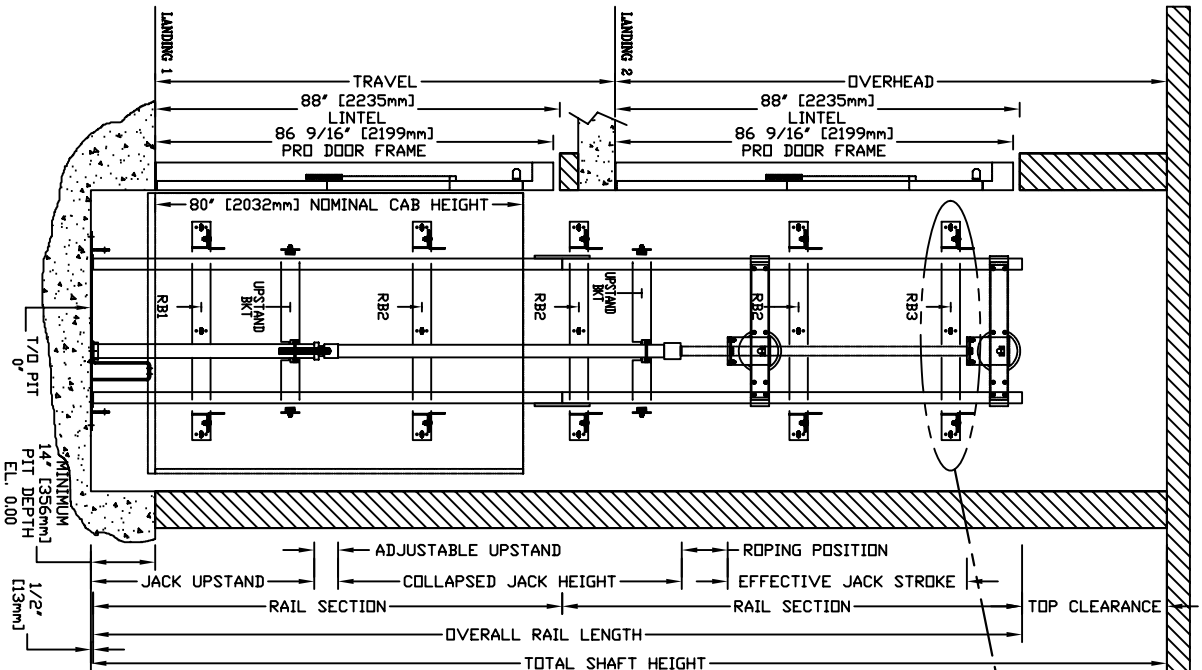 LANDING 1
LANDING 2
TRAVEL
OVERHEAD
88" [2235mm]
LINTEL
86 9/16" [2199mm]
PRO DOOR FRAME
88" [2235mm]
LINTEL
86 9/16" [2199mm]
PRO DOOR FRAME
80" [2032mm] NOMINAL CAB HEIGHT
RB1
UPSTAND
BKT
RB2
RB2
UPSTAND
BKT
RB2
RB3
T/O PIT
0"
MINIMUM
14" [356mm]
PIT DEPTH
EL. 0.00
1/2"
[13mm]
ADJUSTABLE UPSTAND
ROPING POSITION
JACK UPSTAND
COLLAPSED JACK HEIGHT
EFFECTIVE JACK STROKE
RAIL SECTION
RAIL SECTION
TOP CLEARANCE
OVERALL RAIL LENGTH
TOTAL SHAFT HEIGHT